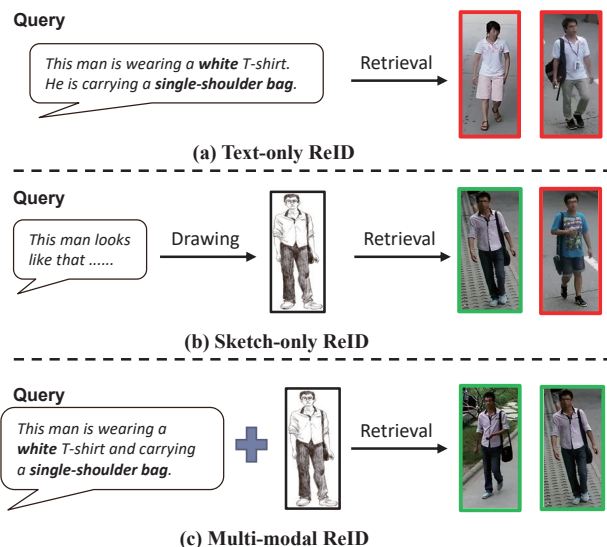 Query
This man is wearing a white T-shirt.
He is carrying a single-shoulder bag.
Retrieval
(a) Text-only ReID
Query
This man looks
like that ......
Drawing
Retrieval
(b) Sketch-only ReID
Query
This man is wearing a
white T-shirt and carrying
a single-shoulder bag.
Retrieval
(c) Multi-modal ReID